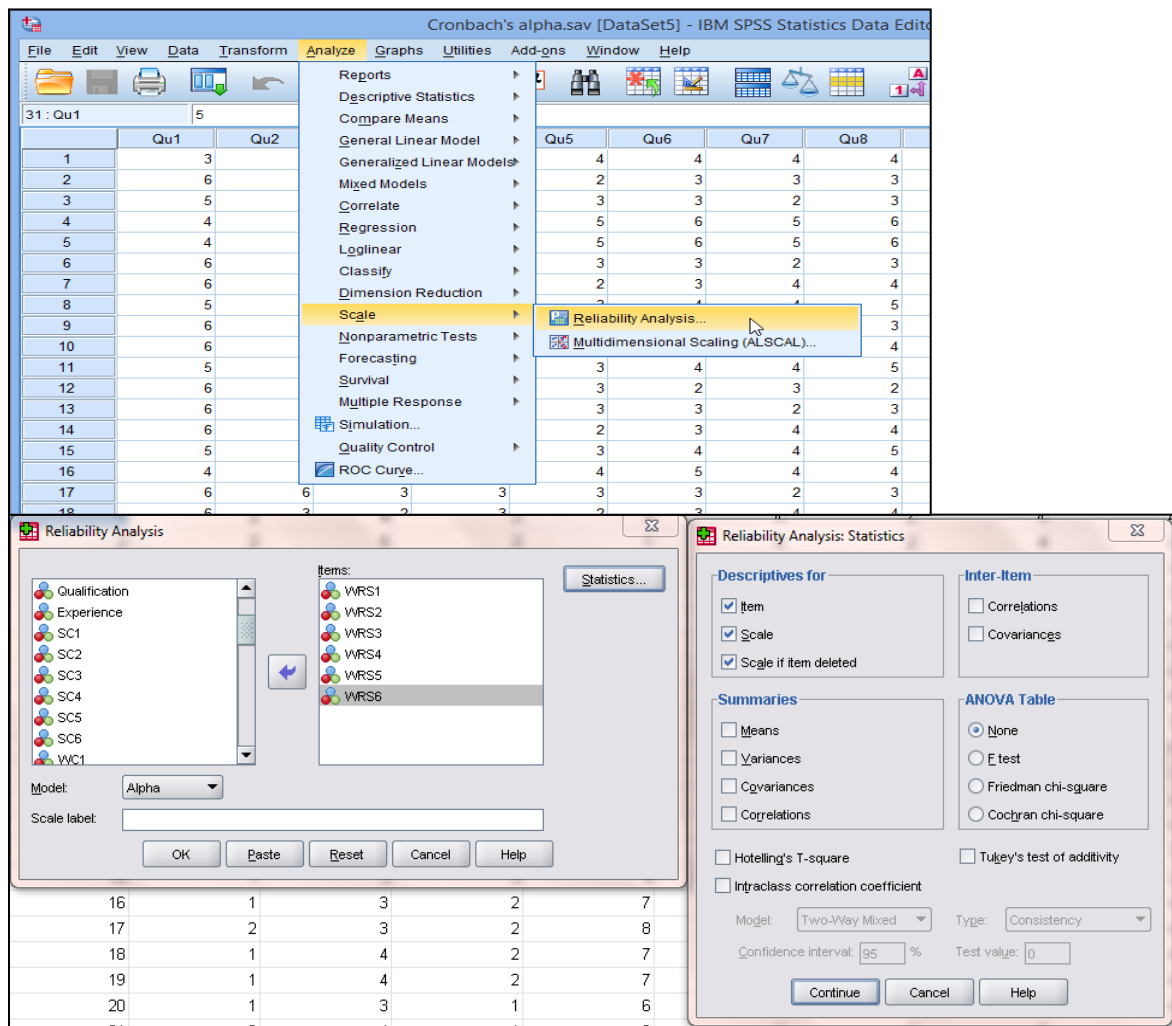 Cronbach's alpha.sav [DataSet5] - IBM SPSS Statistics Data Edito
File Edit View Data Transform Analyze Graphs Utilities Add-ons Window Help
31 : Qu1 5
Qu1 Qu2 Qu5 Qu6 Qu7 Qu8
1 3 4 4 4 4
2 6 2 3 3 3
3 5 3 3 2 3
4 4 5 6 5 6
5 4 5 6 5 6
6 6 3 3 2 3
7 6 2 3 4 4
8 5 5
9 6 3
10 6 4
11 5 3 4 4 5
12 6 3 2 3 2
13 6 3 3 2 3
14 6 2 3 4 4
15 5 3 4 4 5
16 4 4 5 4 4
17 6 6 3 3 3 3 2 3
18 6 3 2 3 2 3 4 4
Reports
Descriptive Statistics
Compare Means
General Linear Model
Generalized Linear Models
Mixed Models
Correlate
Regression
Loglinear
Classify
Dimension Reduction
Scale
Nonparametric Tests
Forecasting
Survival
Multiple Response
Simulation...
Quality Control
ROC Curve...
Reliability Analysis...
Multidimensional Scaling (ALSCAL)...
Reliability Analysis
Items:
Qualification
Experience
SC1
SC2
SC3
SC4
SC5
SC6
WC1
WRS1
WRS2
WRS3
WRS4
WRS5
WRS6
Statistics...
Model: Alpha
Scale label:
OK Paste Reset Cancel Help
16 1 3 2 7
17 2 3 2 8
18 1 4 2 7
19 1 4 2 7
20 1 3 1 6
Reliability Analysis: Statistics
Descriptives for
Item
Scale
Scale if item deleted
Inter-Item
Correlations
Covariances
Summaries
Means
Variances
Covariances
Correlations
ANOVA Table
None
F test
Friedman chi-square
Cochran chi-square
Hotelling's T-square
Tukey's test of additivity
Intraclass correlation coefficient
Model: Two-Way Mixed Type: Consistency
Confidence interval: 95 % Test value: 0
Continue Cancel Help